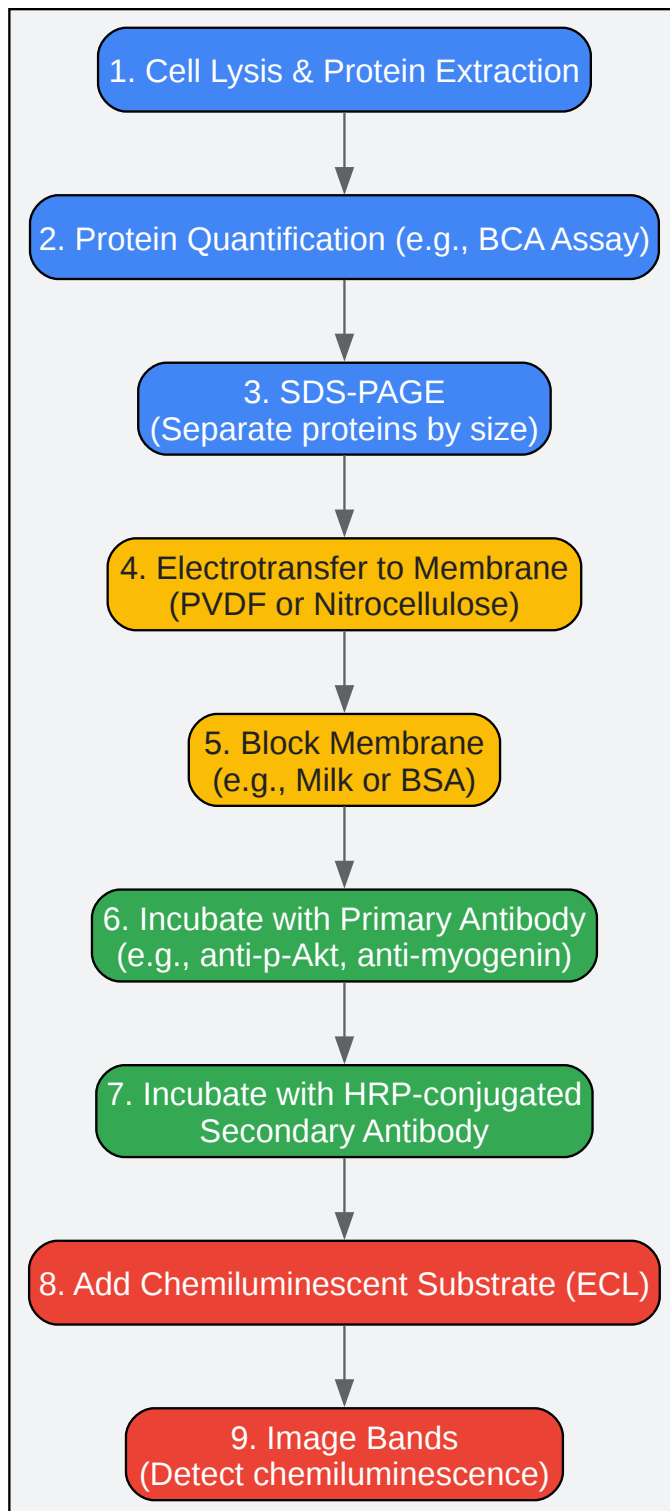 1. Cell Lysis & Protein Extraction
2. Protein Quantification (e.g., BCA Assay)
3. SDS-PAGE
(Separate proteins by size)
4. Electrotransfer to Membrane
(PVDF or Nitrocellulose)
5. Block Membrane
(e.g., Milk or BSA)
6. Incubate with Primary Antibody
(e.g., anti-p-Akt, anti-myogenin)
7. Incubate with HRP-conjugated
Secondary Antibody
8. Add Chemiluminescent Substrate (ECL)
9. Image Bands
(Detect chemiluminescence)